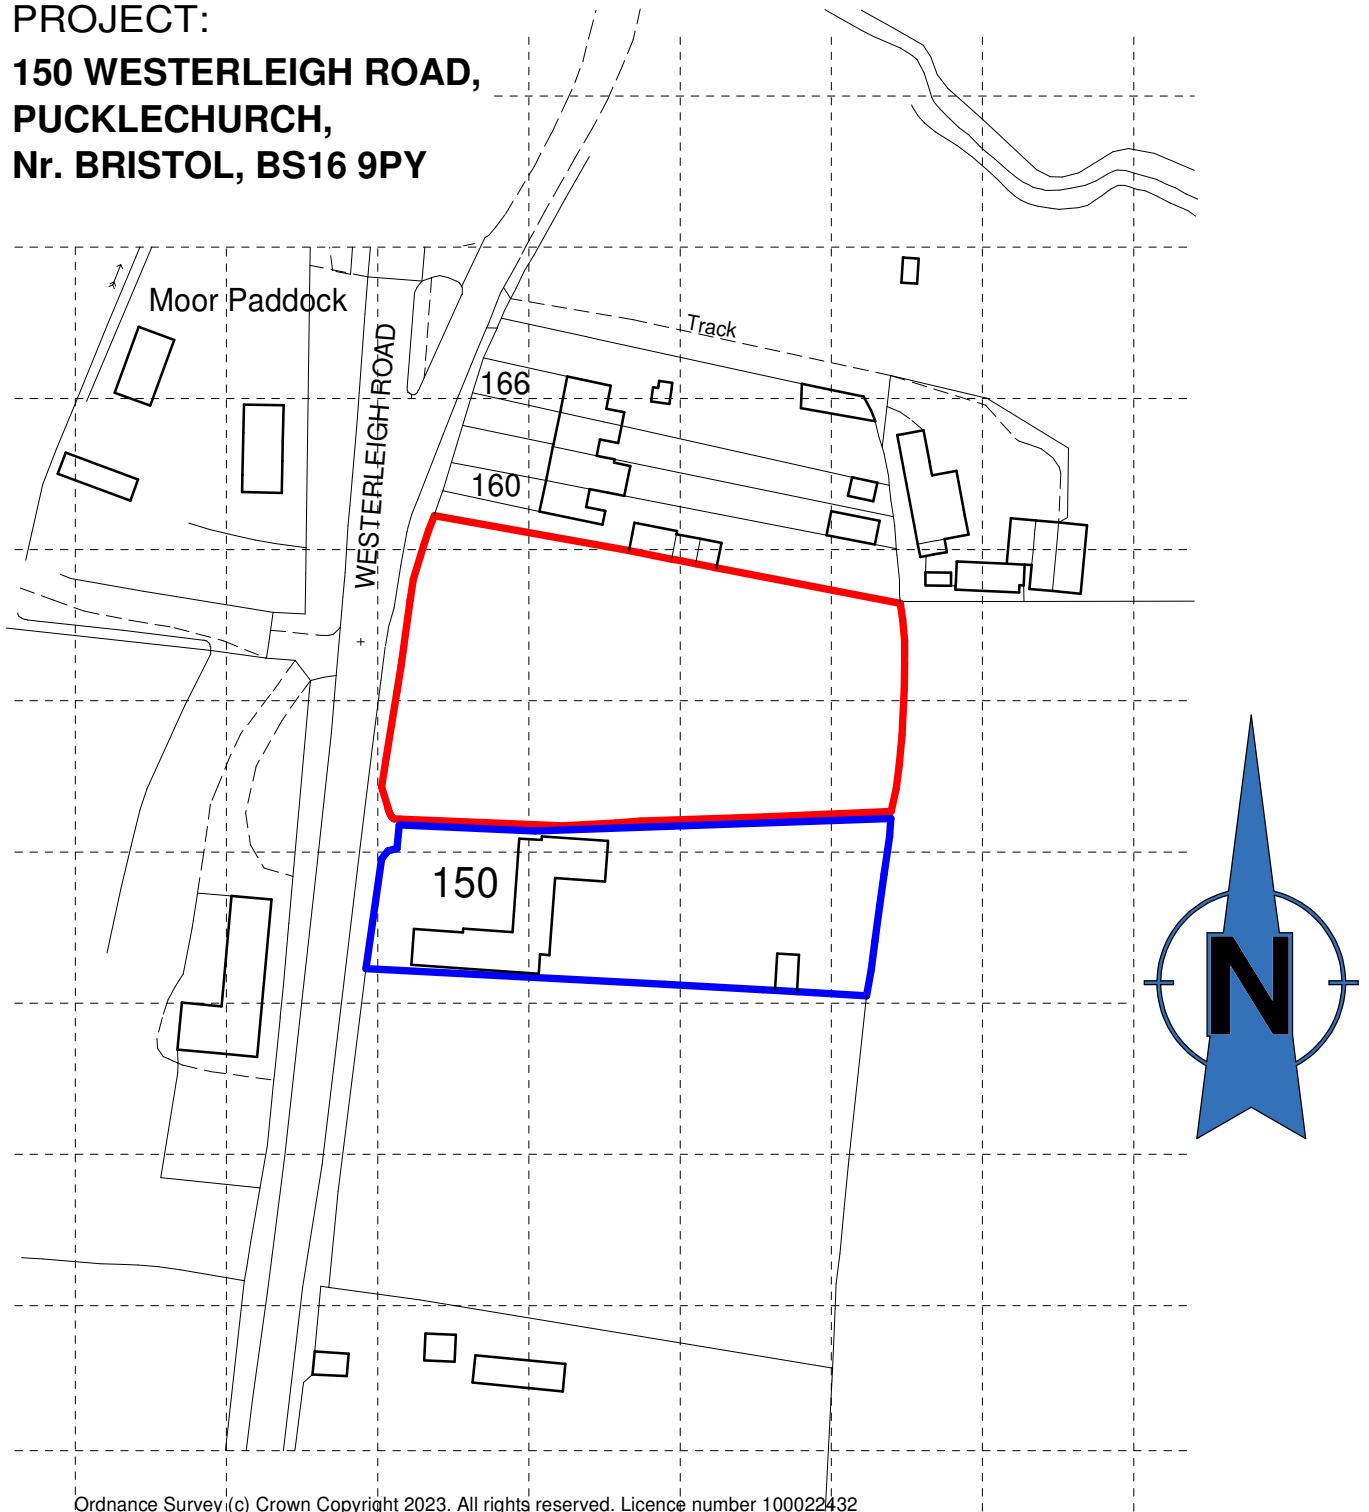 PROJECT:
150 WESTERLEIGH ROAD,
PUCKLECHURCH,
Nr. BRISTOL, BS16 9PY
Moor Paddock
WESTERLEIGH ROAD
Track
166
160
150
N
Ordnance Survey (c) Crown Copyright 2023. All rights reserved. Licence number 100022432